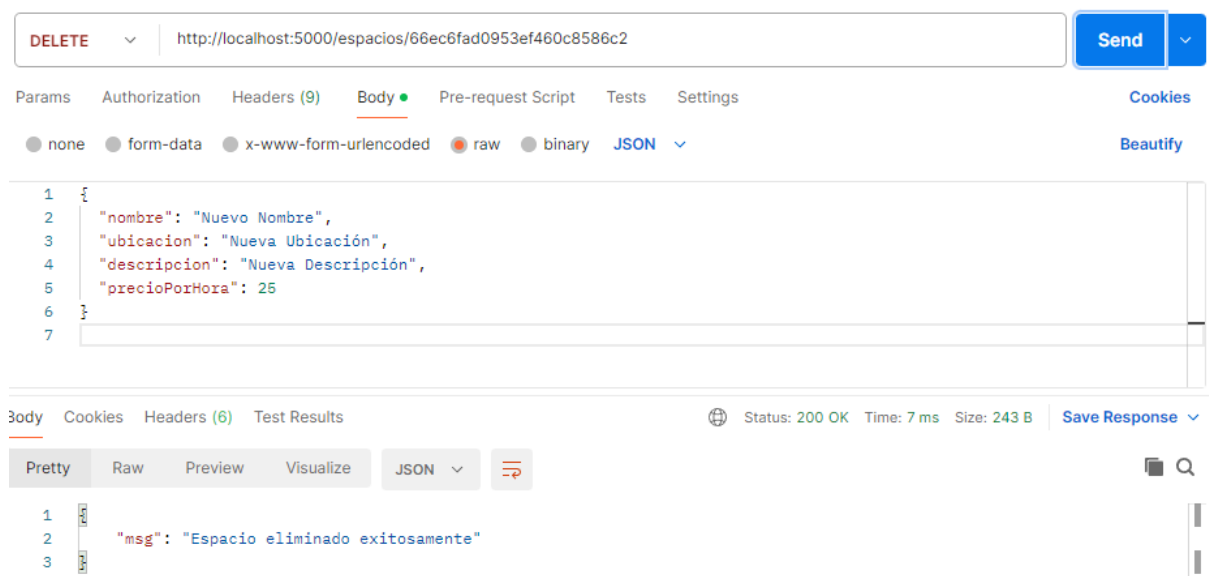 DELETE http://localhost:5000/espacios/66ec6fad0953ef460c8586c2 Send
Params Authorization Headers (9) Body Pre-request Script Tests Settings Cookies
none form-data x-www-form-urlencoded raw binary JSON Beautify
1 {
2 "nombre": "Nuevo Nombre",
3 "ubicacion": "Nueva Ubicación",
4 "descripcion": "Nueva Descripción",
5 "precioPorHora": 25
6 }
7
Body Cookies Headers (6) Test Results Status: 200 OK Time: 7 ms Size: 243 B Save Response
Pretty Raw Preview Visualize JSON
1 {
2 "msg": "Espacio eliminado exitosamente"
3 }